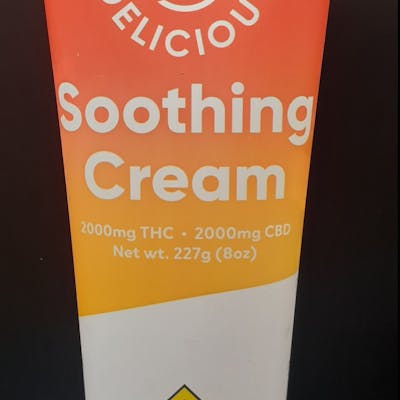 Soothing
Cream
2000mg THC • 2000mg CBD
Net wt. 227g (8oz)